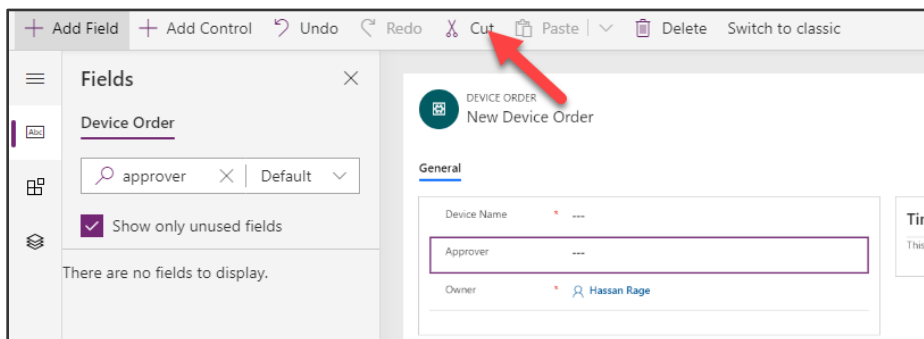 Add Field Add Control Undo Redo Cut Paste Delete Switch to classic
Fields
Device Order
approver Default
Show only unused fields
There are no fields to display.
Abc
DEVICE ORDER
New Device Order
General
Device Name * ---
Approver ---
Owner * Hassan Rage
Tir
This